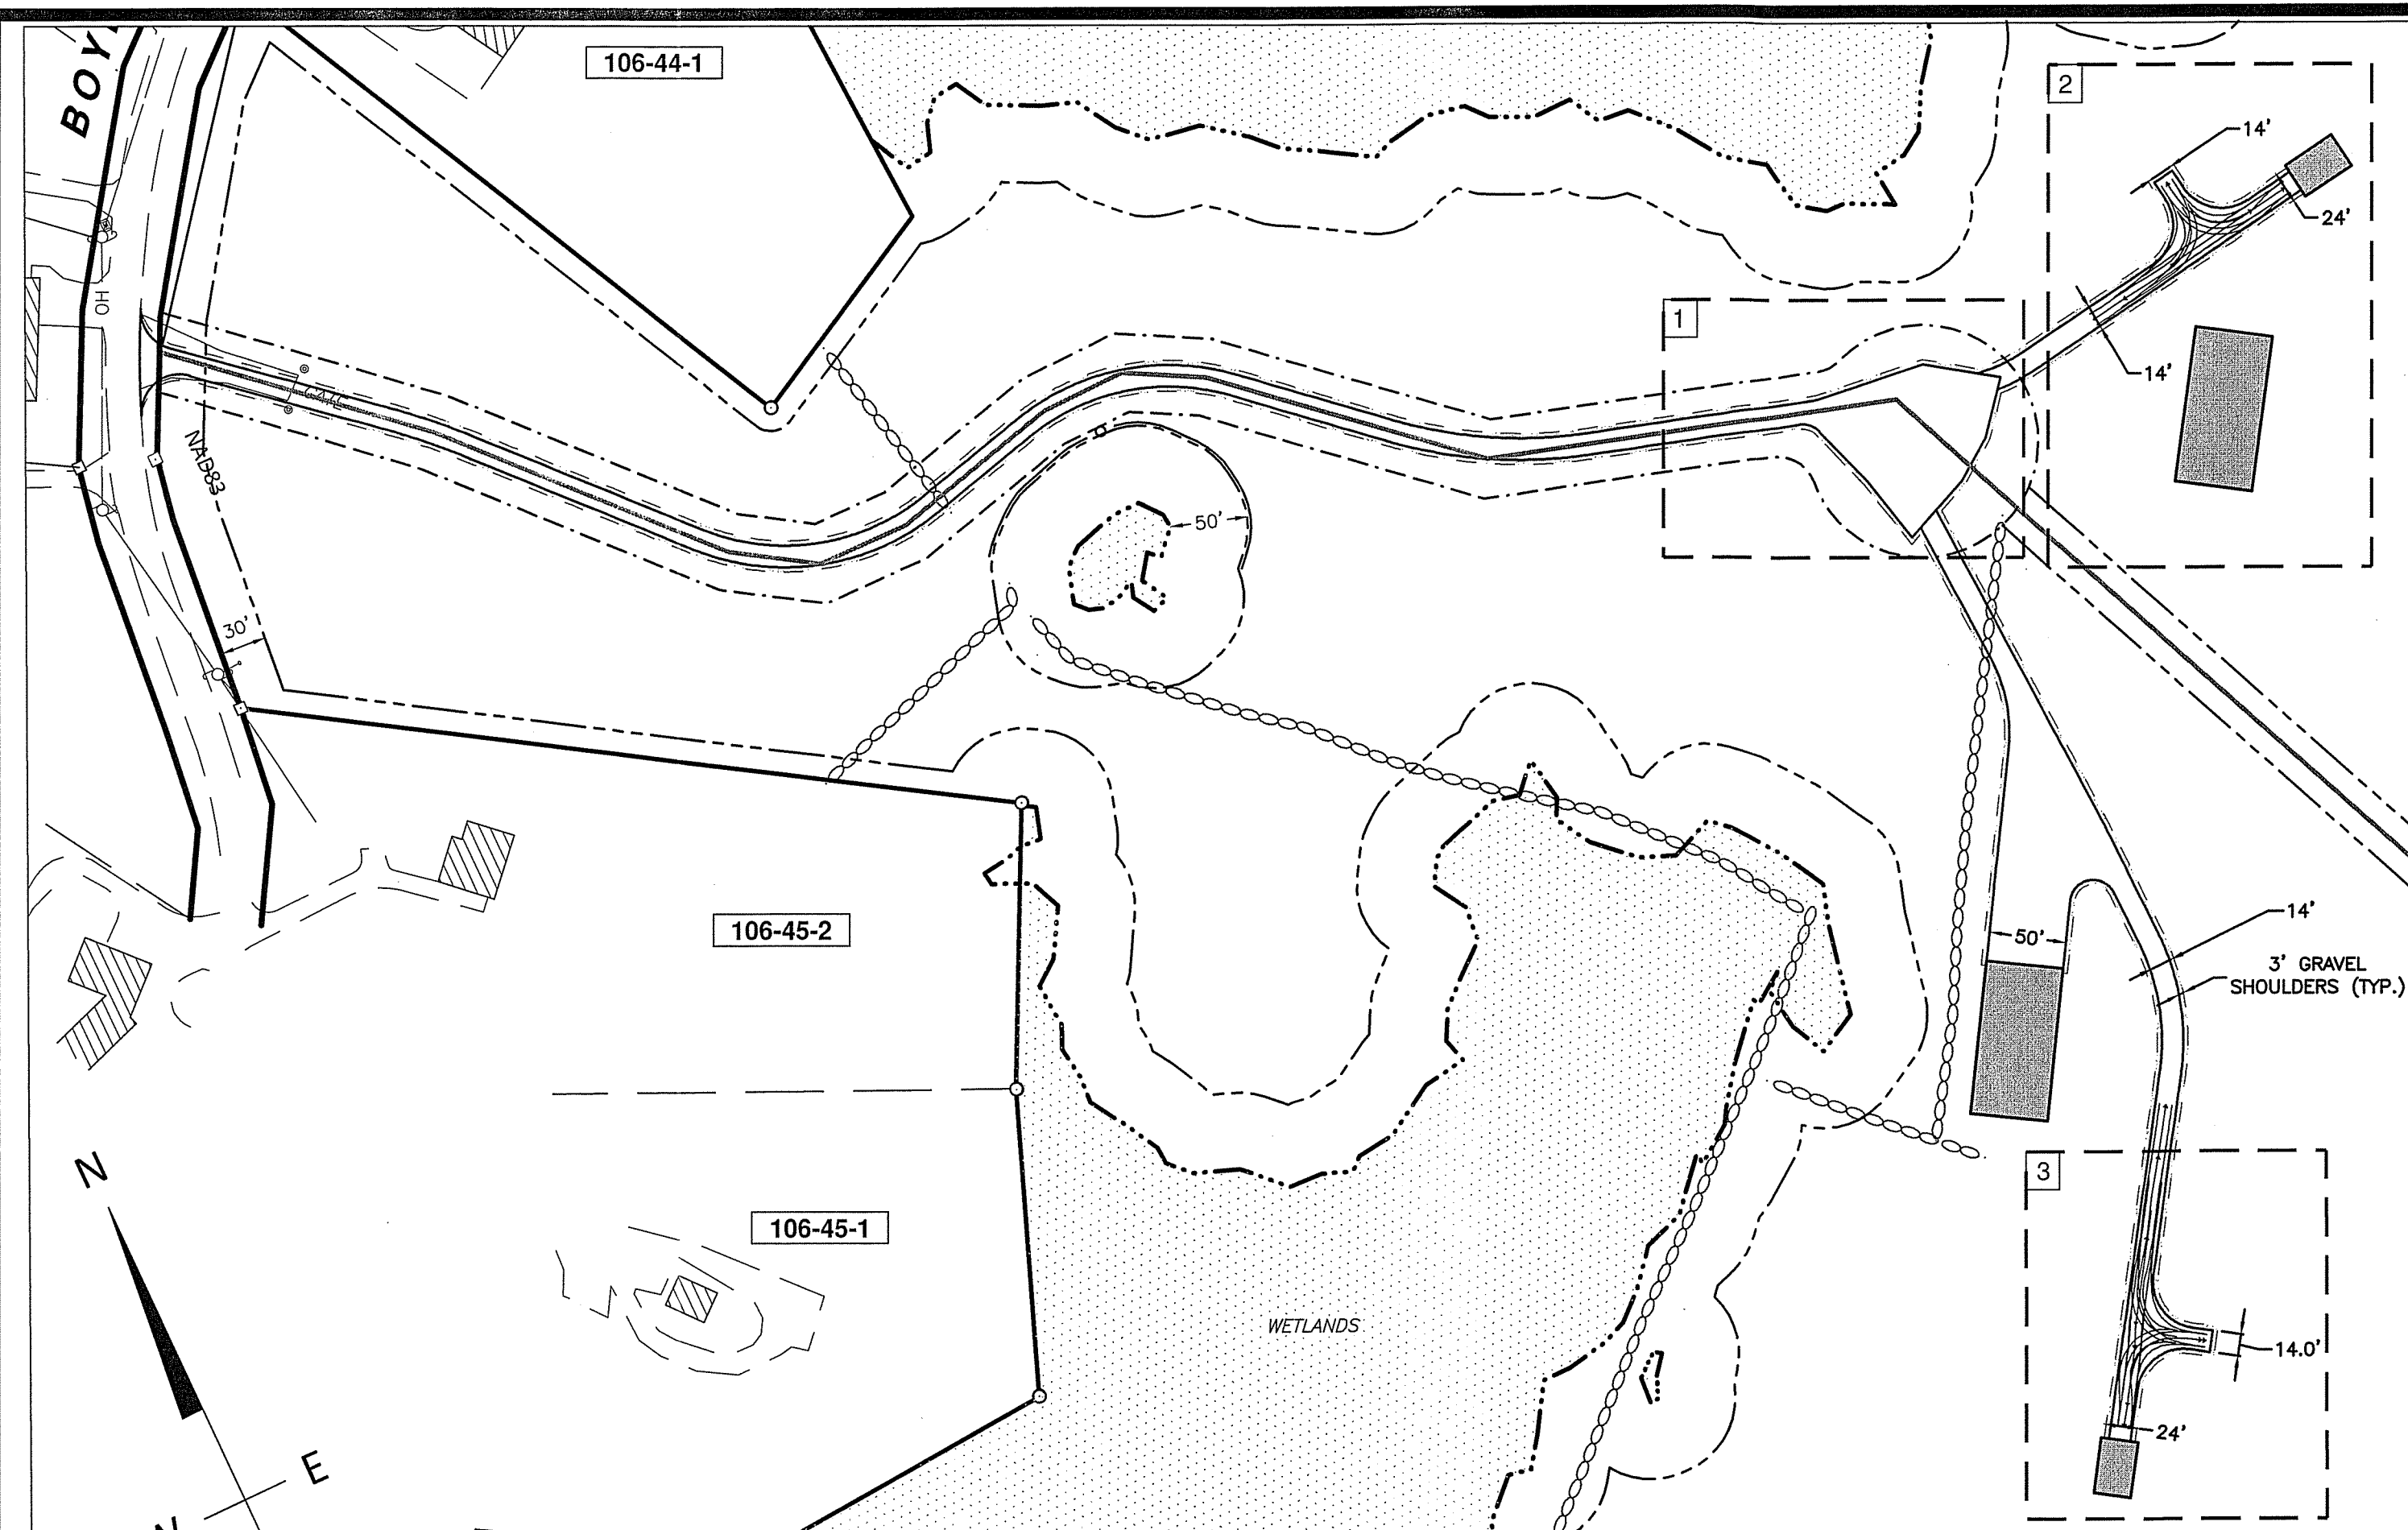 106-44-1
2
14'
24'
1
14'
OH
NAD83
50'
30'
106-45-2
14'
50'
3' GRAVEL
SHOULDERS (TYP.)
N
3
106-45-1
WETLANDS
14.0'
24'
E